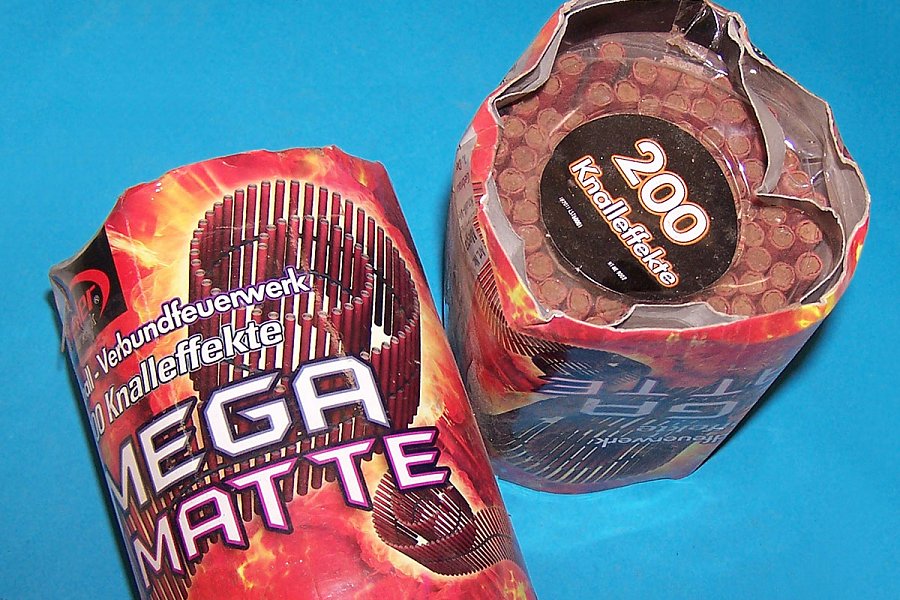 Verbundfeuerwerk
Knalleffekte
MEGA
MATTE
200
Knalleffekte